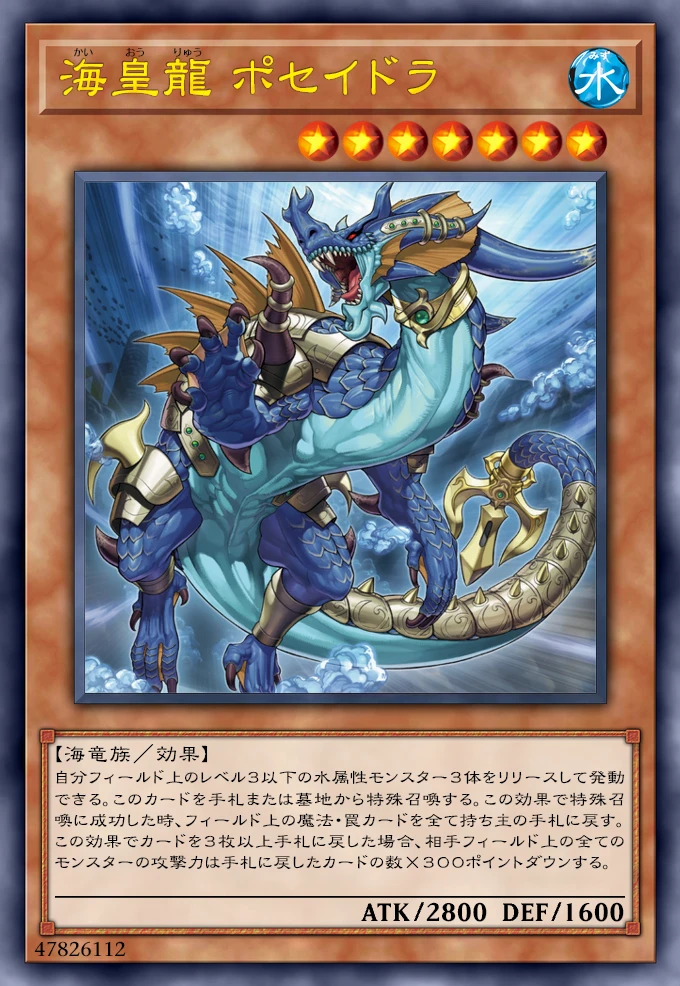 かい おう りゅう
海皇龍 ポセイドラ
みず
水
【海竜族／効果】
自分フィールド上のレベル３以下の水属性モンスター３体をリリースして発動
できる。このカードを手札または墓地から特殊召喚する。この効果で特殊召
喚に成功した時、フィールド上の魔法・罠カードを全て持ち主の手札に戻す。
この効果でカードを３枚以上手札に戻した場合、相手フィールド上の全ての
モンスターの攻撃力は手札に戻したカードの数×３００ポイントダウンする。
ATK/2800 DEF/1600
47826112